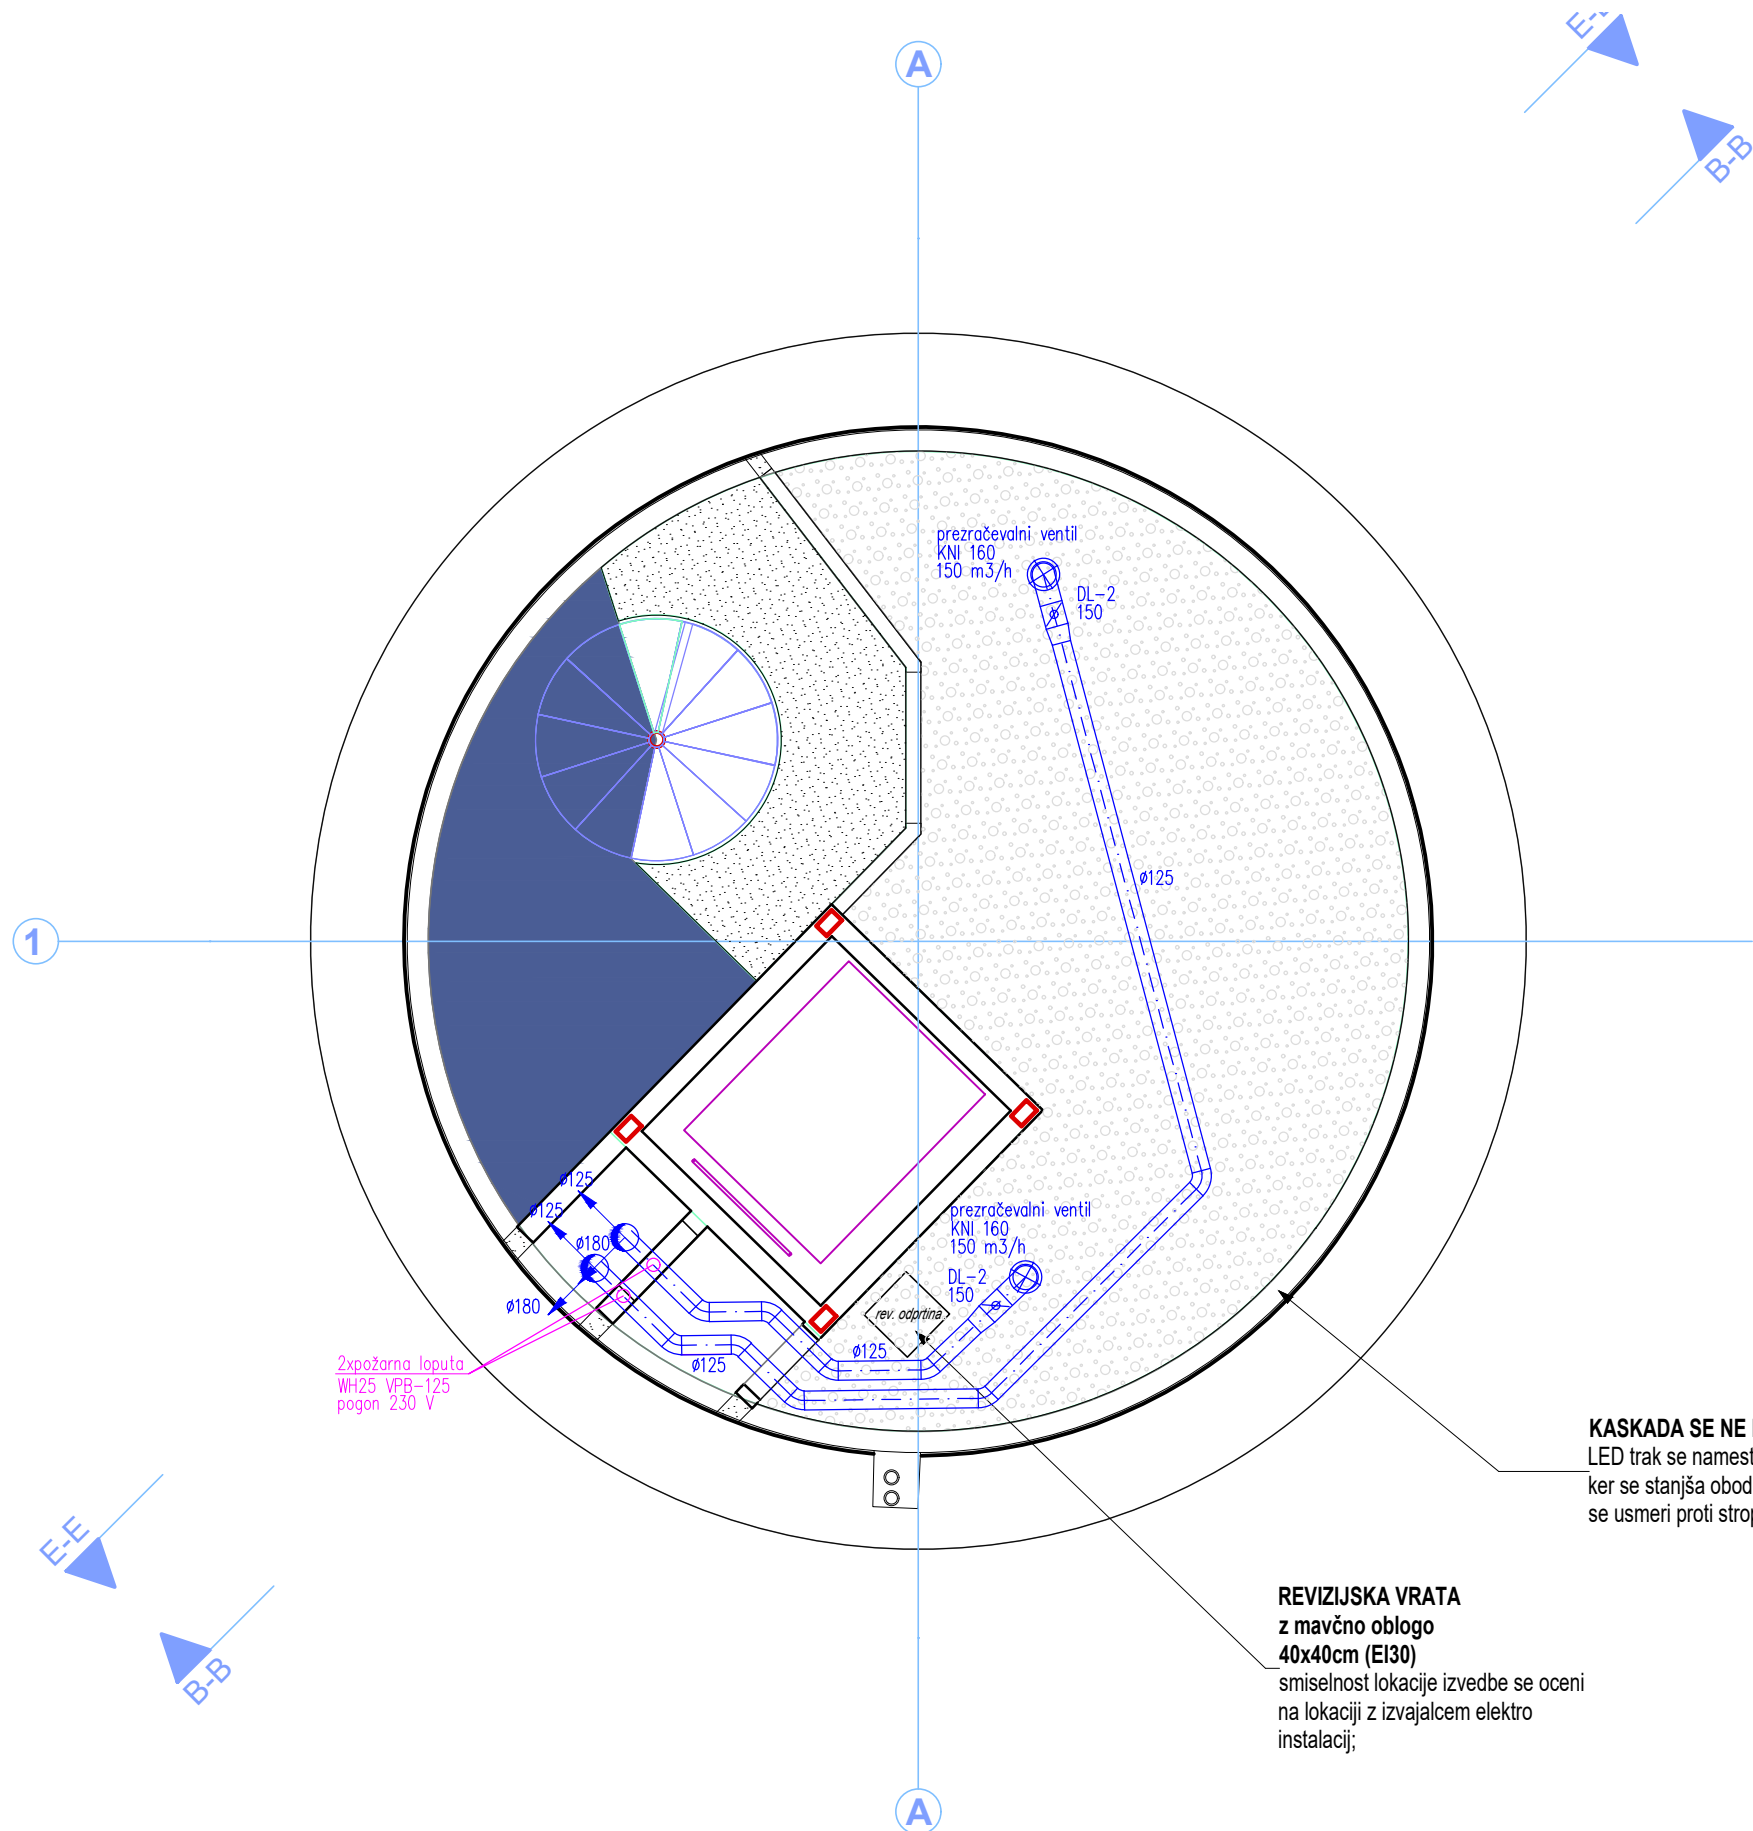 A
B-B
prezračevalni ventil
KNI 160
150 m3/h
DL-2
150
ø125
1
ø125
ø125
ø180
ø180
prezračevalni ventil
KNI 160
150 m3/h
DL-2
150
rev. odprtina
ø125
ø125
2xpožarna loputa
WH25 VPB-125
pogon 230 V
KASKADA SE NE
LED trak se namest
ker se stanjša obod
se usmeri proti strop
E-E
B-B
REVIZIJSKA VRATA
z mavčno oblogo
40x40cm (EI30)
smiselnost lokacije izvedbe se oceni
na lokaciji z izvajalcem elektro
instalacij;
A